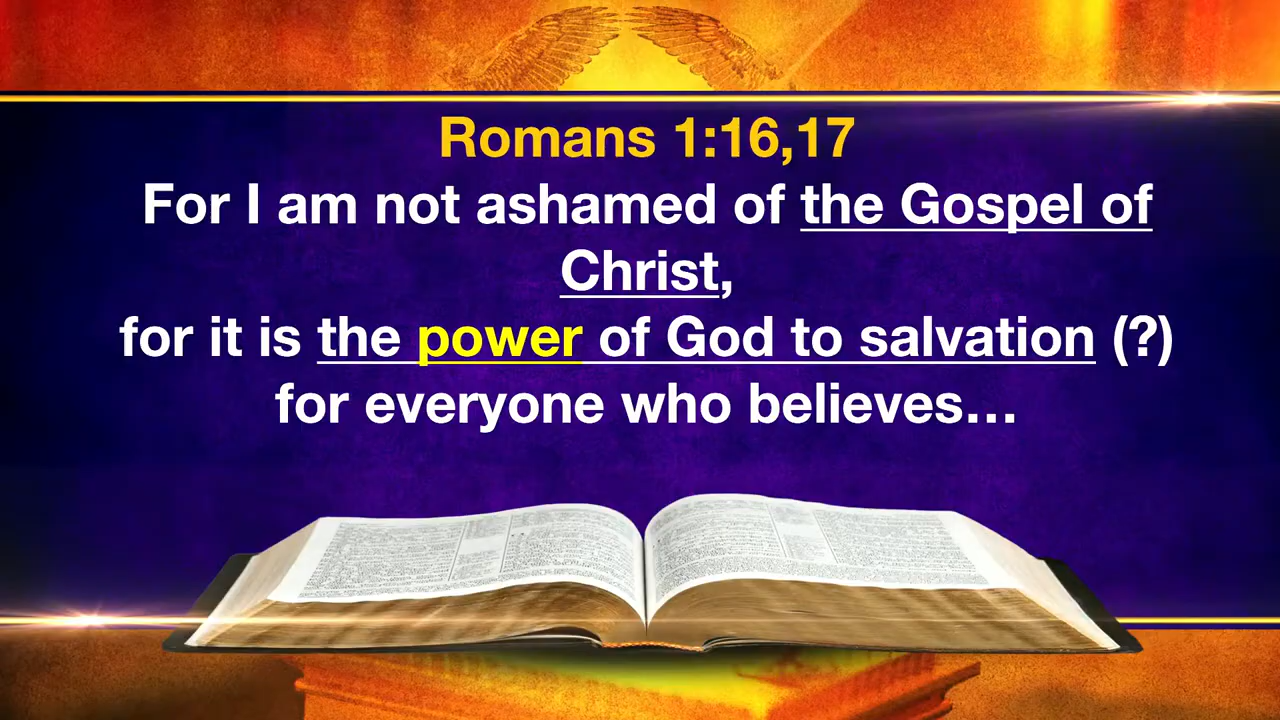 Romans 1:16,17
For I am not ashamed of the Gospel of
Christ,
for it is the power of God to salvation (?)
for everyone who believes…